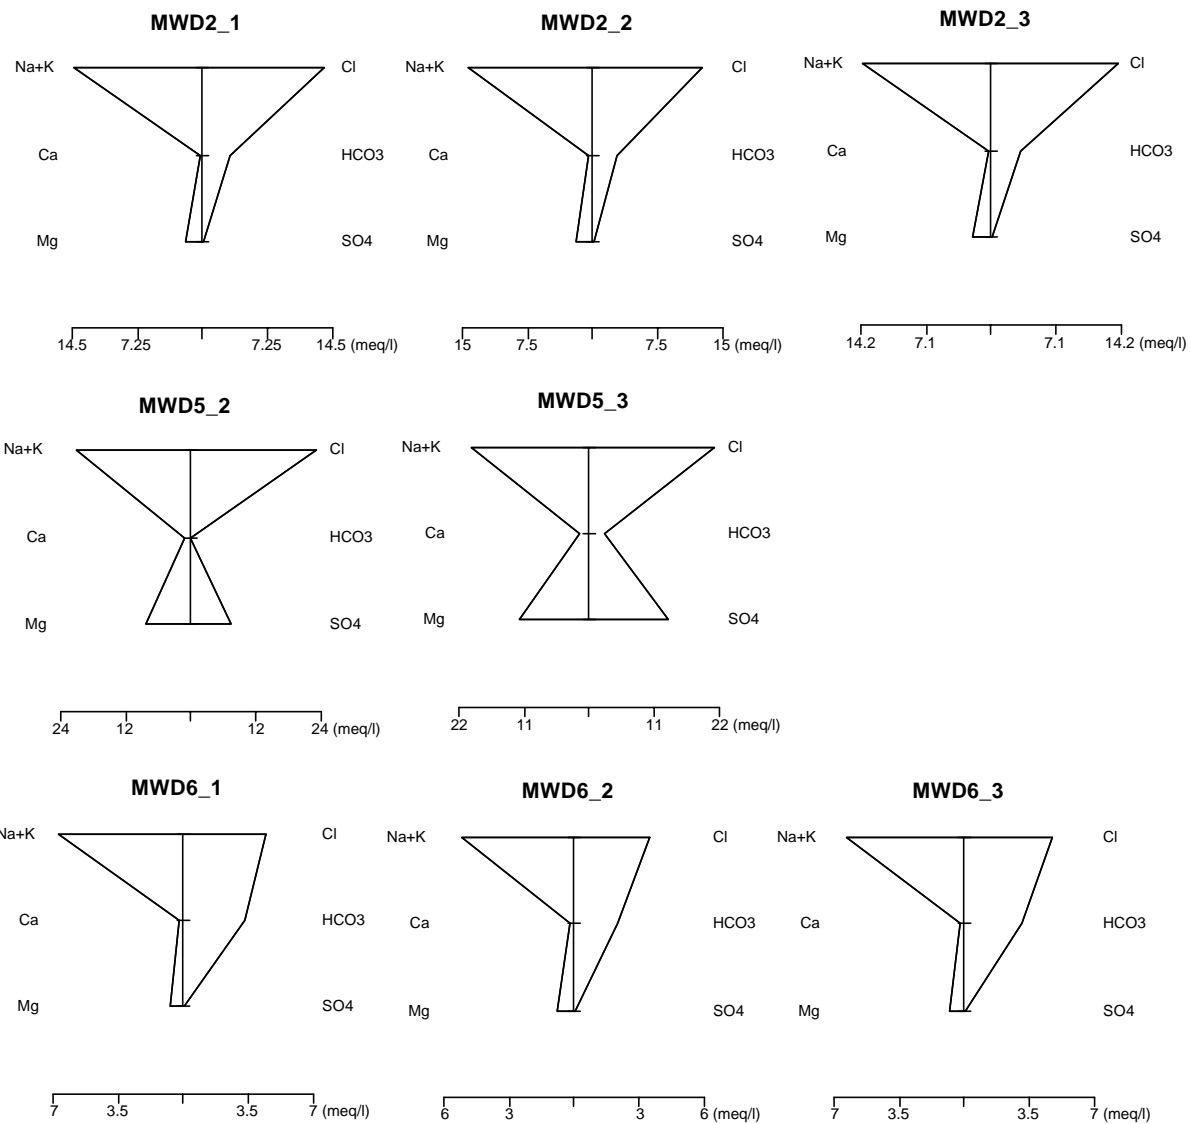 MWD2_1 MWD2_2 MWD2_3
Na+K Cl Na+K Cl Na+K Cl
Ca HCO3 Ca HCO3 Ca HCO3
Mg SO4 Mg SO4 Mg SO4
14.5 7.25 7.25 14.5 (meq/l) 15 7.5 7.5 15 (meq/l) 14.2 7.1 7.1 14.2 (meq/l)
MWD5_2 MWD5_3
Na+K Cl Na+K Cl
Ca HCO3 Ca HCO3
Mg SO4 Mg SO4
24 12 12 24 (meq/l) 22 11 11 22 (meq/l)
MWD6_1 MWD6_2 MWD6_3
Na+K Cl Na+K Cl Na+K Cl
Ca HCO3 Ca HCO3 Ca HCO3
Mg SO4 Mg SO4 Mg SO4
7 3.5 3.5 7 (meq/l) 6 3 3 6 (meq/l) 7 3.5 3.5 7 (meq/l)